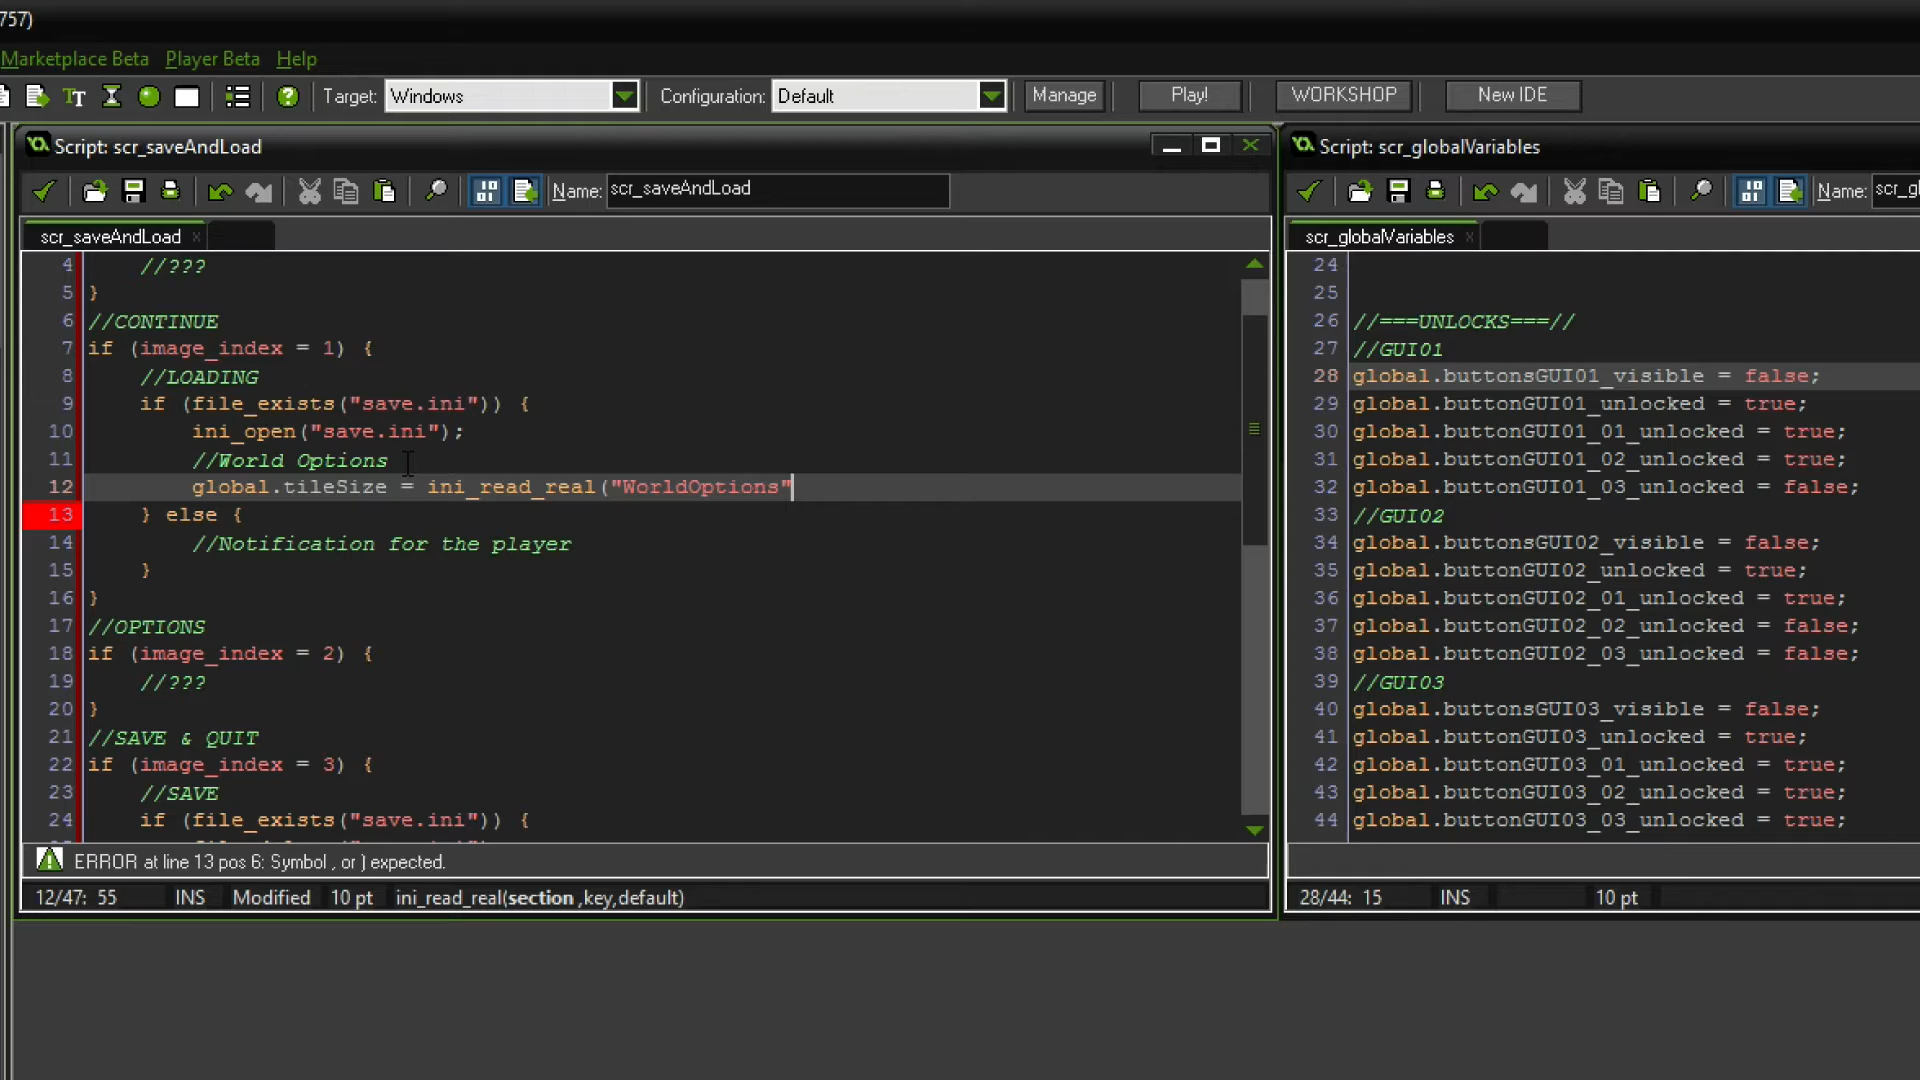 757)
Marketplace Beta Player Beta Help
Target: Windows Configuration: Default Manage Play! WORKSHOP New IDE
Script: scr_saveAndLoad
Name: scr_saveAndLoad
scr_saveAndLoad
4 //???
5 }
6 //CONTINUE
7 if (image_index = 1) {
8 //LOADING
9 if (file_exists("save.ini")) {
10 ini_open("save.ini");
11 //World Options
12 global.tileSize = ini_read_real("WorldOptions"
13 } else {
14 //Notification for the player
15 }
16 }
17 //OPTIONS
18 if (image_index = 2) {
19 //???
20 }
21 //SAVE & QUIT
22 if (image_index = 3) {
23 //SAVE
24 if (file_exists("save.ini")) {
ERROR at line 13 pos 6: Symbol , or ) expected.
12/47: 55 INS Modified 10 pt ini_read_real(section ,key,default)
Script: scr_globalVariables
Name: scr_gl
scr_globalVariables
24
25
26 //===UNLOCKS===//
27 //GUI01
28 global.buttonsGUI01_visible = false;
29 global.buttonGUI01_unlocked = true;
30 global.buttonGUI01_01_unlocked = true;
31 global.buttonGUI01_02_unlocked = true;
32 global.buttonGUI01_03_unlocked = false;
33 //GUI02
34 global.buttonsGUI02_visible = false;
35 global.buttonGUI02_unlocked = true;
36 global.buttonGUI02_01_unlocked = true;
37 global.buttonGUI02_02_unlocked = false;
38 global.buttonGUI02_03_unlocked = false;
39 //GUI03
40 global.buttonsGUI03_visible = false;
41 global.buttonGUI03_unlocked = true;
42 global.buttonGUI03_01_unlocked = true;
43 global.buttonGUI03_02_unlocked = true;
44 global.buttonGUI03_03_unlocked = true;
28/44: 15 INS 10 pt